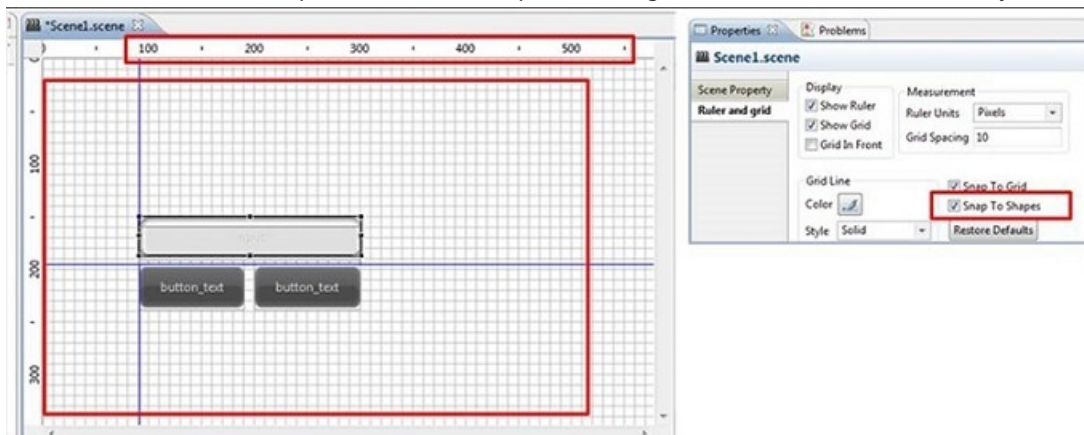 *Scene1.scene
100 200 300 400 500
100
200
300
button_text button_text
Properties Problems
Scene1.scene
Scene Property
Ruler and grid
Display
Show Ruler
Show Grid
Grid In Front
Measurement
Ruler Units Pixels
Grid Spacing 10
Grid Line
Color
Style Solid
Snap To Grid
Snap To Shapes
Restore Defaults